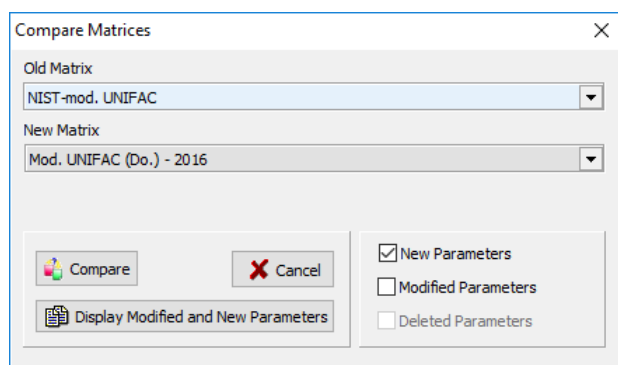 Compare Matrices
Old Matrix
NIST-mod. UNIFAC
New Matrix
Mod. UNIFAC (Do.) - 2016
Compare
Cancel
Display Modified and New Parameters
New Parameters
Modified Parameters
Deleted Parameters